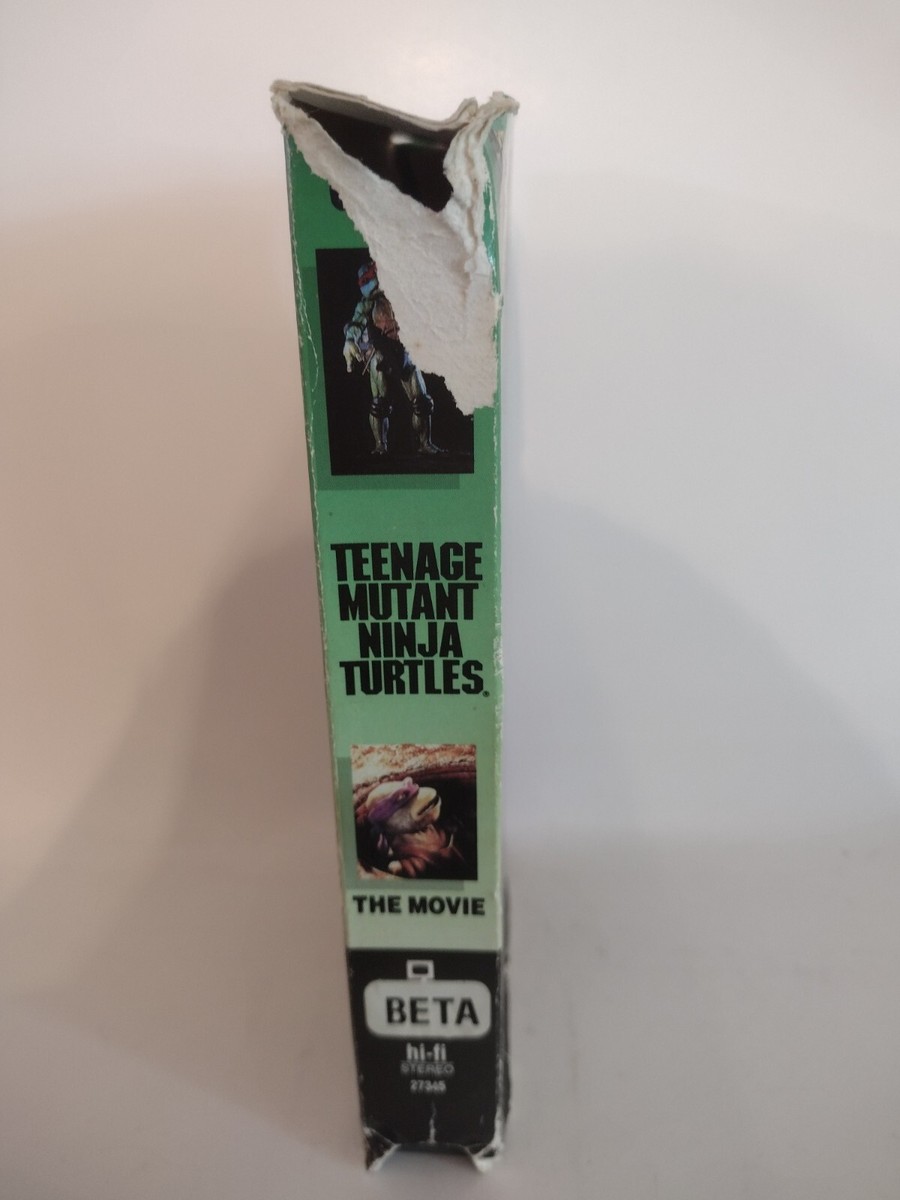 TEENAGE
MUTANT
NINJA
TURTLES®
THE MOVIE
BETA
hi-fi
STEREO
27345